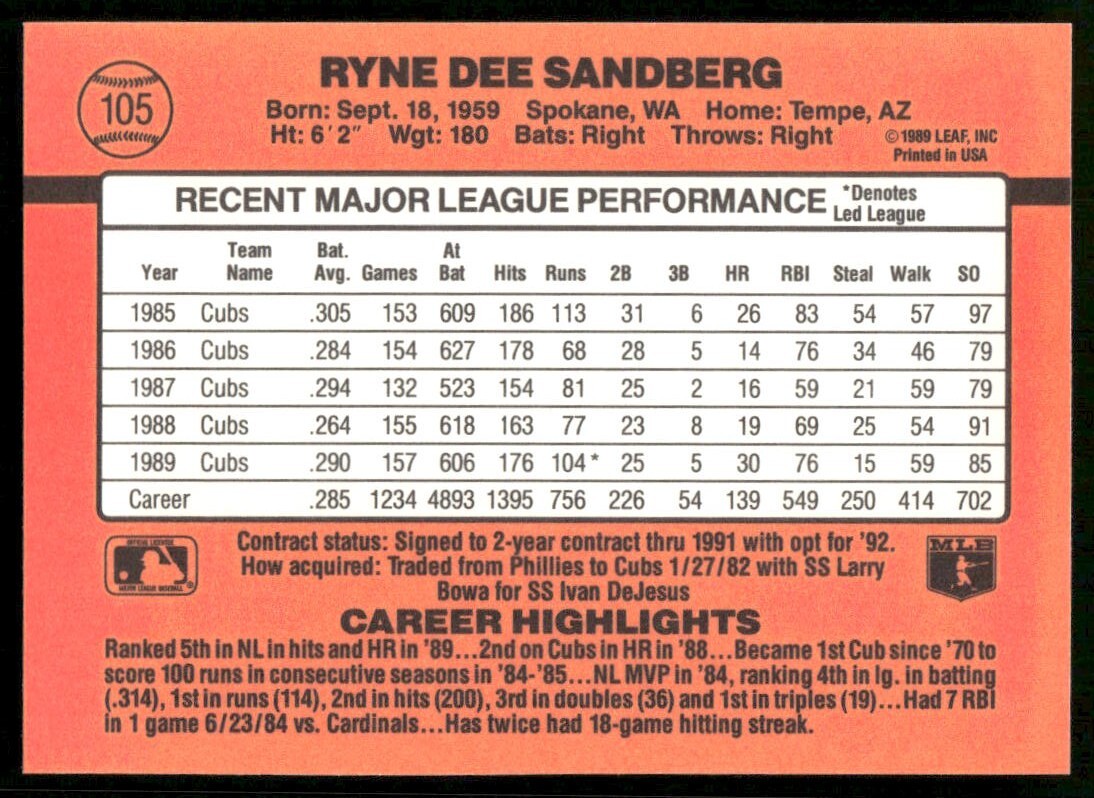 105
RYNE DEE SANDBERG
Born: Sept. 18, 1959 Spokane, WA Home: Tempe, AZ
Ht: 6' 2" Wgt: 180 Bats: Right Throws: Right
©1989 LEAF, INC
Printed in USA
RECENT MAJOR LEAGUE PERFORMANCE *Denotes Led League
Year Team Name Bat. Avg. Games At Bat Hits Runs 2B 3B HR RBI Steal Walk SO
1985 Cubs .305 153 609 186 113 31 6 26 83 54 57 97
1986 Cubs .284 154 627 178 68 28 5 14 76 34 46 79
1987 Cubs .294 132 523 154 81 25 2 16 59 21 59 79
1988 Cubs .264 155 618 163 77 23 8 19 69 25 54 91
1989 Cubs .290 157 606 176 104* 25 5 30 76 15 59 85
Career .285 1234 4893 1395 756 226 54 139 549 250 414 702
OFFICIAL LICENSEE
MAJOR LEAGUE BASEBALL
®
Contract status: Signed to 2-year contract thru 1991 with opt for '92.
How acquired: Traded from Phillies to Cubs 1/27/82 with SS Larry
Bowa for SS Ivan DeJesus
MLB
CAREER HIGHLIGHTS
Ranked 5th in NL in hits and HR in '89...2nd on Cubs in HR in '88...Became 1st Cub since '70 to
score 100 runs in consecutive seasons in '84-'85...NL MVP in '84, ranking 4th in lg. in batting
(.314), 1st in runs (114), 2nd in hits (200), 3rd in doubles (36) and 1st in triples (19)...Had 7 RBI
in 1 game 6/23/84 vs. Cardinals...Has twice had 18-game hitting streak.